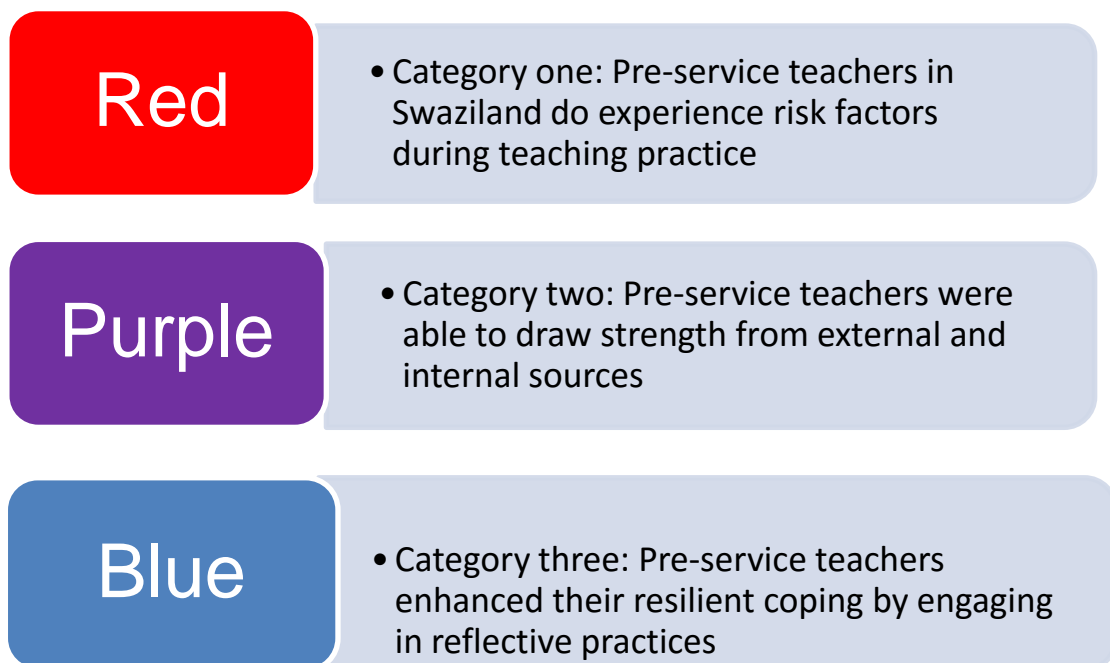 Red
• Category one: Pre-service teachers in
Swaziland do experience risk factors
during teaching practice
Purple
• Category two: Pre-service teachers were
able to draw strength from external and
internal sources
Blue
• Category three: Pre-service teachers
enhanced their resilient coping by engaging
in reflective practices